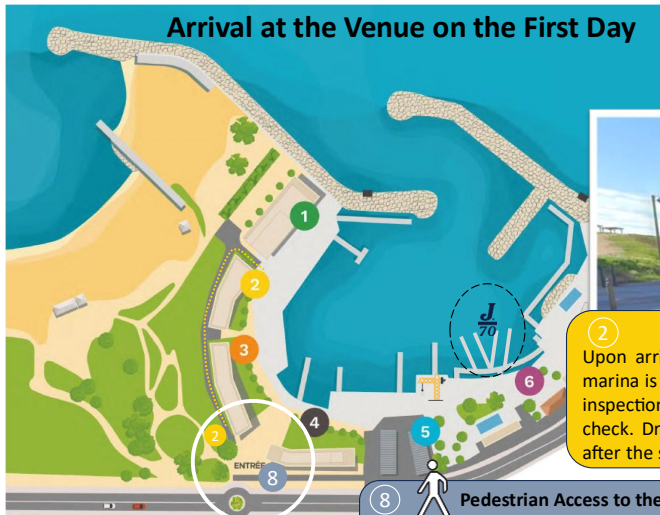 Arrival at the Venue on the First Day
1
2
3
J
70
6
2
Upon arr
marina is
inspection
check. Dr
after the s
4
5
2
ENTRÉE
8
8 Pedestrian Access to the